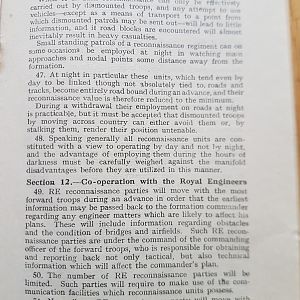 can only be effectively
carried out by dismounted troops, and any attempt to use
vehicles—except as a means of transport to a point from
which dismounted patrols may be sent out—will lead to little
information, and if road blocks are encountered will almost
inevitably result in heavy casualties.
Small standing patrols of a reconnaissance regiment can on
some occasions be employed at night in watching main
approaches and nodal points some distance away from the
formation.
47. At night in particular these units, which tend even by
day to be linked though not absolutely tied to, roads and
tracks, become entirely road bound during an advance, and their
reconnaissance value is therefore reduced to the minimum.
During a withdrawal their employment on roads at night
is practicable, but it must be accepted that dismounted troops
by moving across country can either avoid them or, by
stalking them, render their position untenable.
48. Speaking generally all reconnaissance units are con-
stituted with a view to operating by day and not by night, and
the advantage of employing them during the hours of
darkness must be carefully weighed against the manifold
disadvantages before they are utilized in this manner.
Section 12.—Co-operation with the Royal Engineers
49. RE reconnaissance parties will move with the most
forward troops during an advance in order that the earliest
information may be passed back to the formation commander
regarding any engineer matters which are likely to affect his
plans. These will include information regarding obstacles
and the condition of bridges and airfields. Such RE recon-
naissance parties are under the command of the commanding
officer of the forward troops, who is responsible for obtaining
and reporting back not only tactical, but also technical
information which will affect the commander's plan.
50. The number of RE reconnaissance parties will be
limited. Such parties will require to make use of the com-
munication facilities which reconnaissance units possess.
parties will move with